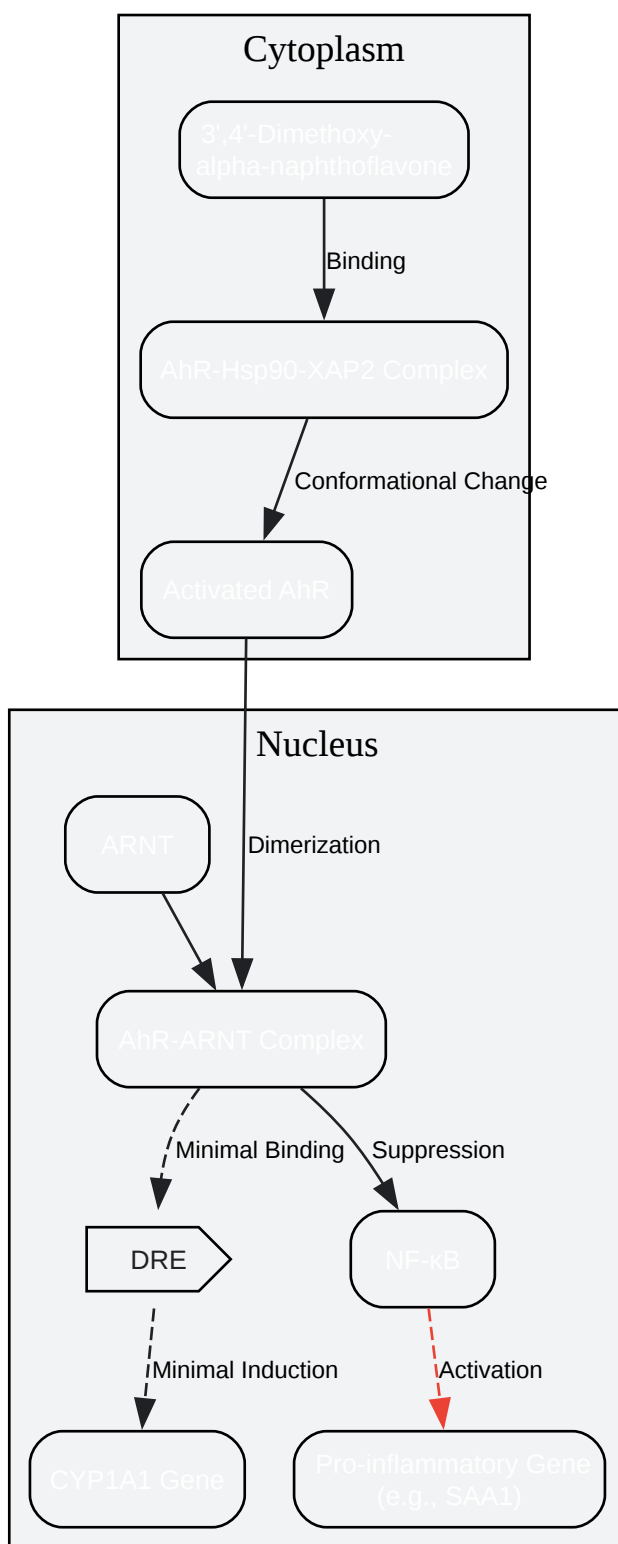 Cytoplasm
3',4'-Dimethoxy-
alpha-naphthoflavone
Binding
AhR-Hsp90-XAP2 Complex
Conformational Change
Activated AhR
Nucleus
ARNT
Dimerization
AhR-ARNT Complex
Minimal Binding
Suppression
DRE
NF-κB
Minimal Induction
Activation
CYP1A1 Gene
Pro-inflammatory Gene
(e.g., SAA1)